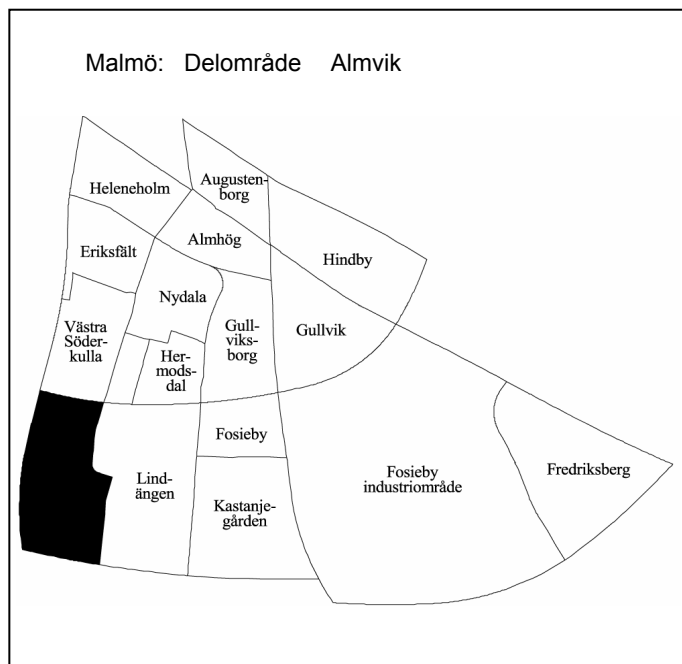 Malmö: Delområde Almvik
Heleneholm
Augusten-
borg
Almhög
Eriksfält
Hindby
Nydala
Västra
Söder-
kulla
Gull-
viks-
borg
Gullvik
Her-
mods-
dal
Fosieby
Lind-
ängen
Kastanje-
gården
Fosieby
industriområde
Fredriksberg